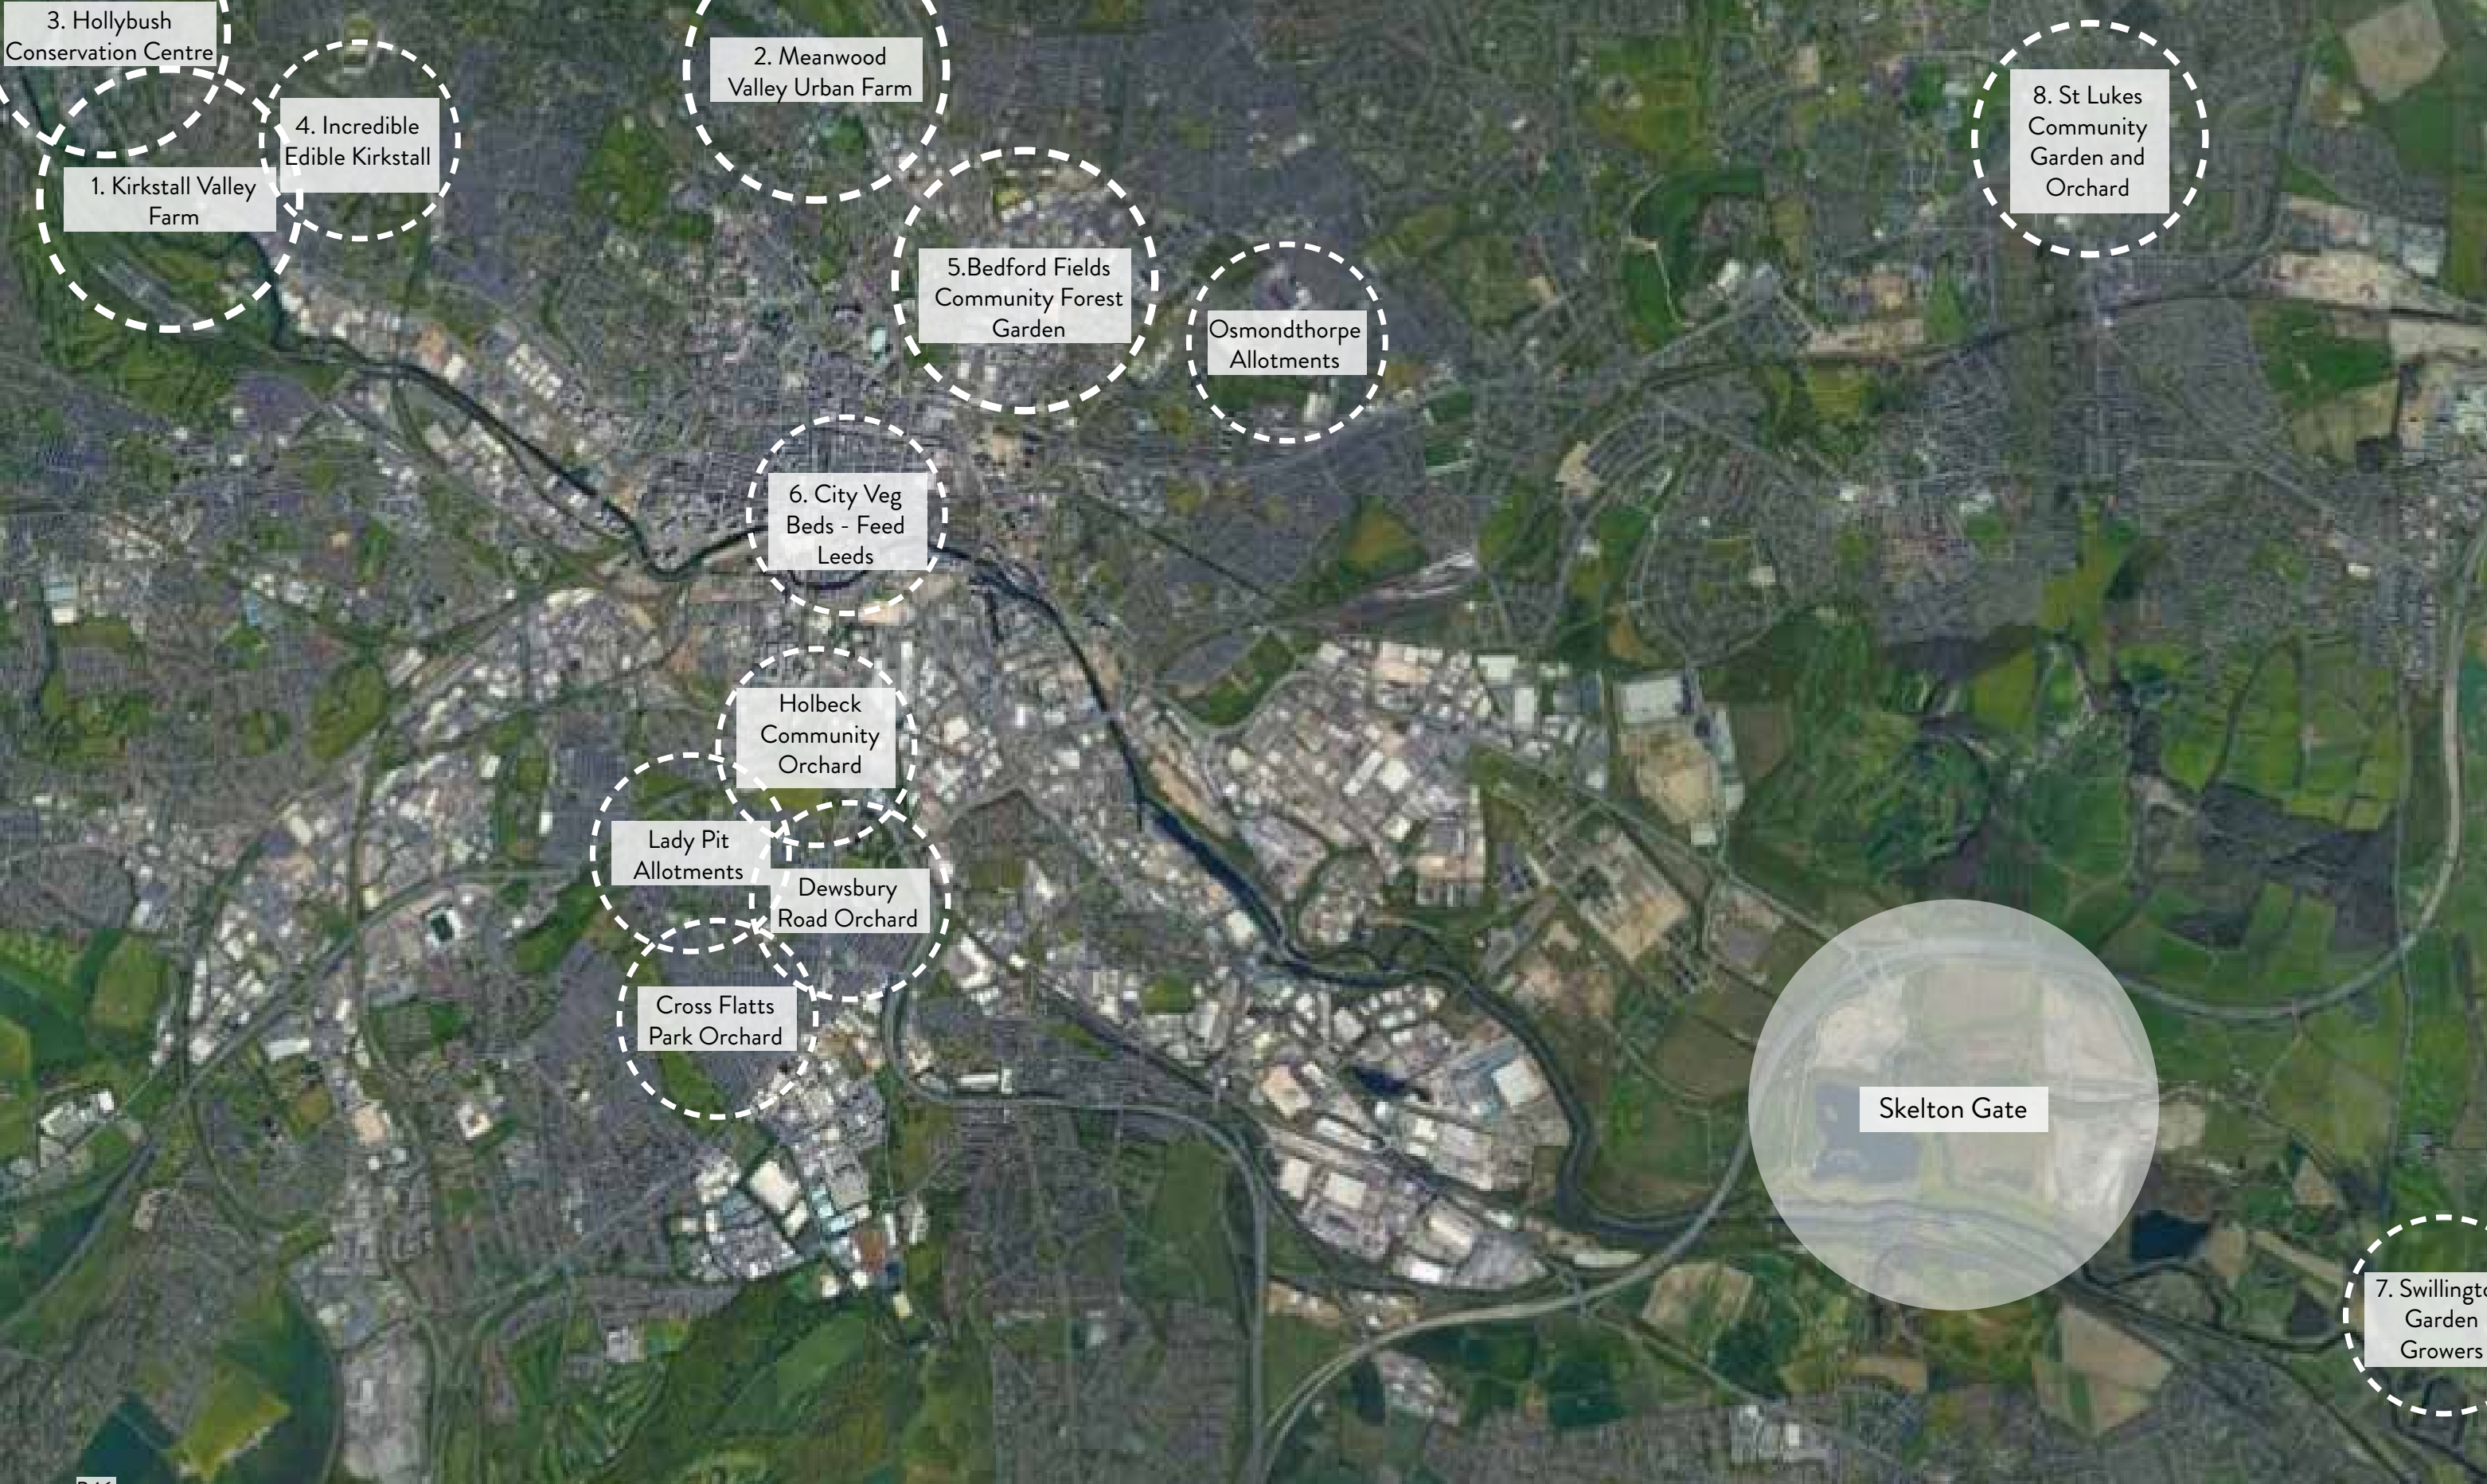 3. Hollybush
Conservation Centre
2. Meanwood
Valley Urban Farm
4. Incredible
Edible Kirkstall
1. Kirkstall Valley
Farm
8. St Lukes
Community
Garden and
Orchard
5.Bedford Fields
Community Forest
Garden
Osmondthorpe
Allotments
6. City Veg
Beds - Feed
Leeds
Holbeck
Community
Orchard
Lady Pit
Allotments
Dewsbury
Road Orchard
Cross Flatts
Park Orchard
Skelton Gate
7. Swillingto
Garden
Growers